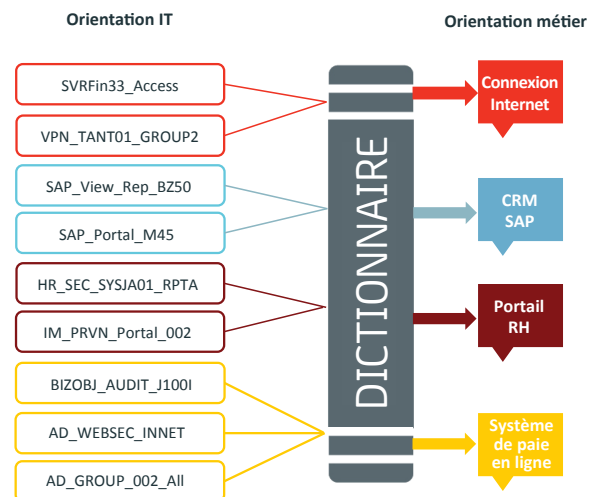 Orientation IT
Orientation métier
SVRFin33_Access
VPN_TANT01_GROUP2
SAP_View_Rep_BZ50
SAP_Portal_M45
HR_SEC_SYSJA01_RPTA
IM_PRVN_Portal_002
BIZOBJ_AUDIT_J100I
AD_WEBSEC_INNET
AD_GROUP_002_All
DICTIONNAIRE
Connexion
Internet
CRM
SAP
Portail
RH
Système
de paie
en ligne